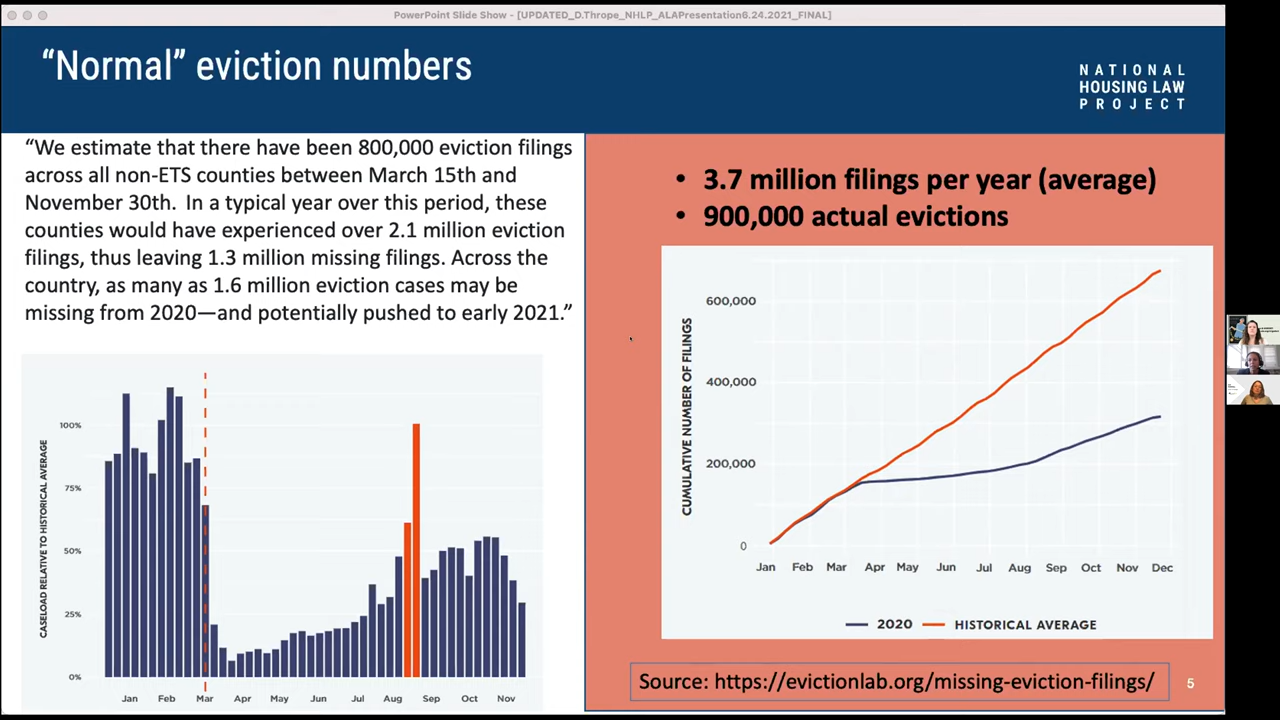 PowerPoint Slide Show - [UPDATED_D.Thrope_NHLP_ALAPresentation6.24.2021_FINAL]
“Normal” eviction numbers
NATIONAL
HOUSING LAW
PROJECT
“We estimate that there have been 800,000 eviction filings
across all non-ETS counties between March 15th and
November 30th. In a typical year over this period, these
counties would have experienced over 2.1 million eviction
filings, thus leaving 1.3 million missing filings. Across the
country, as many as 1.6 million eviction cases may be
missing from 2020—and potentially pushed to early 2021.”
CASELOAD RELATIVE TO HISTORICAL AVERAGE
100%
75%
50%
25%
0%
Jan Feb Mar Apr May Jun Jul Aug Sep Oct Nov
• 3.7 million filings per year (average)
• 900,000 actual evictions
CUMULATIVE NUMBER OF FILINGS
600,000
400,000
200,000
0
Jan Feb Mar Apr May Jun Jul Aug Sep Oct Nov Dec
2020 HISTORICAL AVERAGE
Source: https://evictionlab.org/missing-eviction-filings/
5